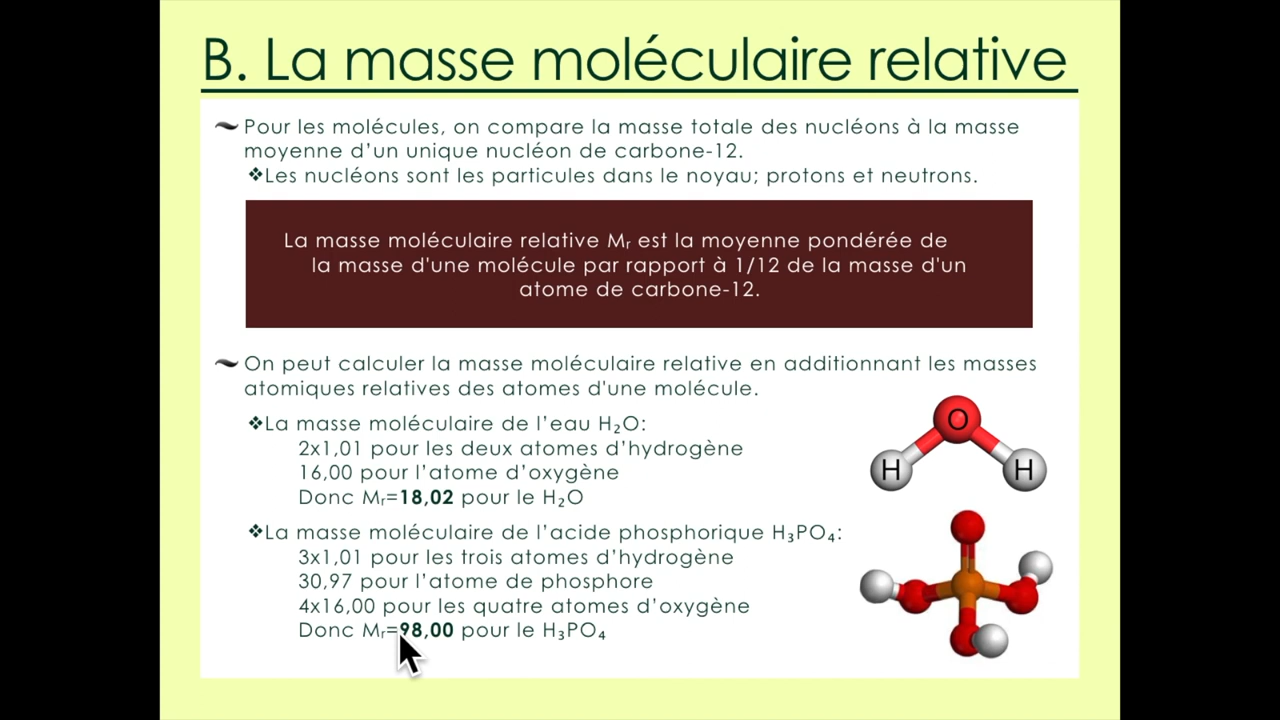 B. La masse moléculaire relative
Pour les molécules, on compare la masse totale des nucléons à la masse
moyenne d’un unique nucléon de carbone-12.
❖Les nucléons sont les particules dans le noyau; protons et neutrons.
La masse moléculaire relative Mᵣ est la moyenne pondérée de
la masse d'une molécule par rapport à 1/12 de la masse d'un
atome de carbone-12.
On peut calculer la masse moléculaire relative en additionnant les masses
atomiques relatives des atomes d'une molécule.
❖La masse moléculaire de l’eau H₂O:
2x1,01 pour les deux atomes d’hydrogène
16,00 pour l’atome d’oxygène
Donc Mᵣ=18,02 pour le H₂O
❖La masse moléculaire de l’acide phosphorique H₃PO₄:
3x1,01 pour les trois atomes d’hydrogène
30,97 pour l’atome de phosphore
4x16,00 pour les quatre atomes d’oxygène
Donc Mᵣ=98,00 pour le H₃PO₄
O
H H